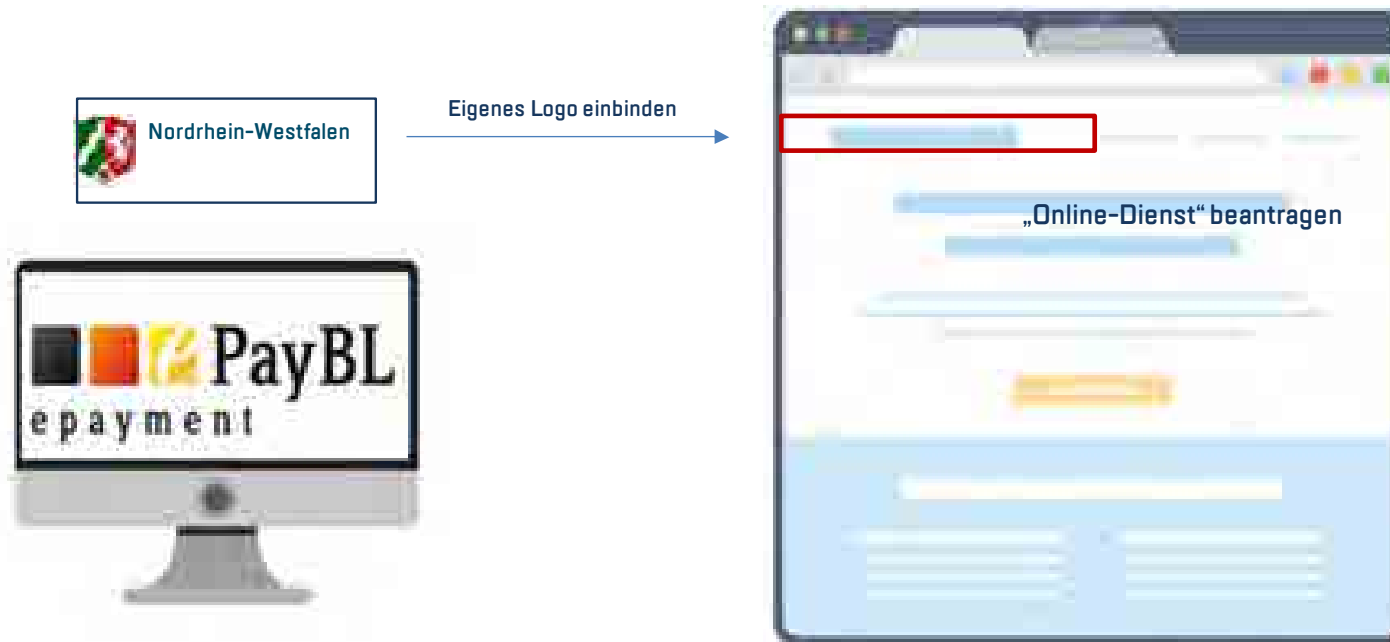 Nordrhein-Westfalen
Eigenes Logo einbinden
„Online-Dienst“ beantragen
PayBL
epayment